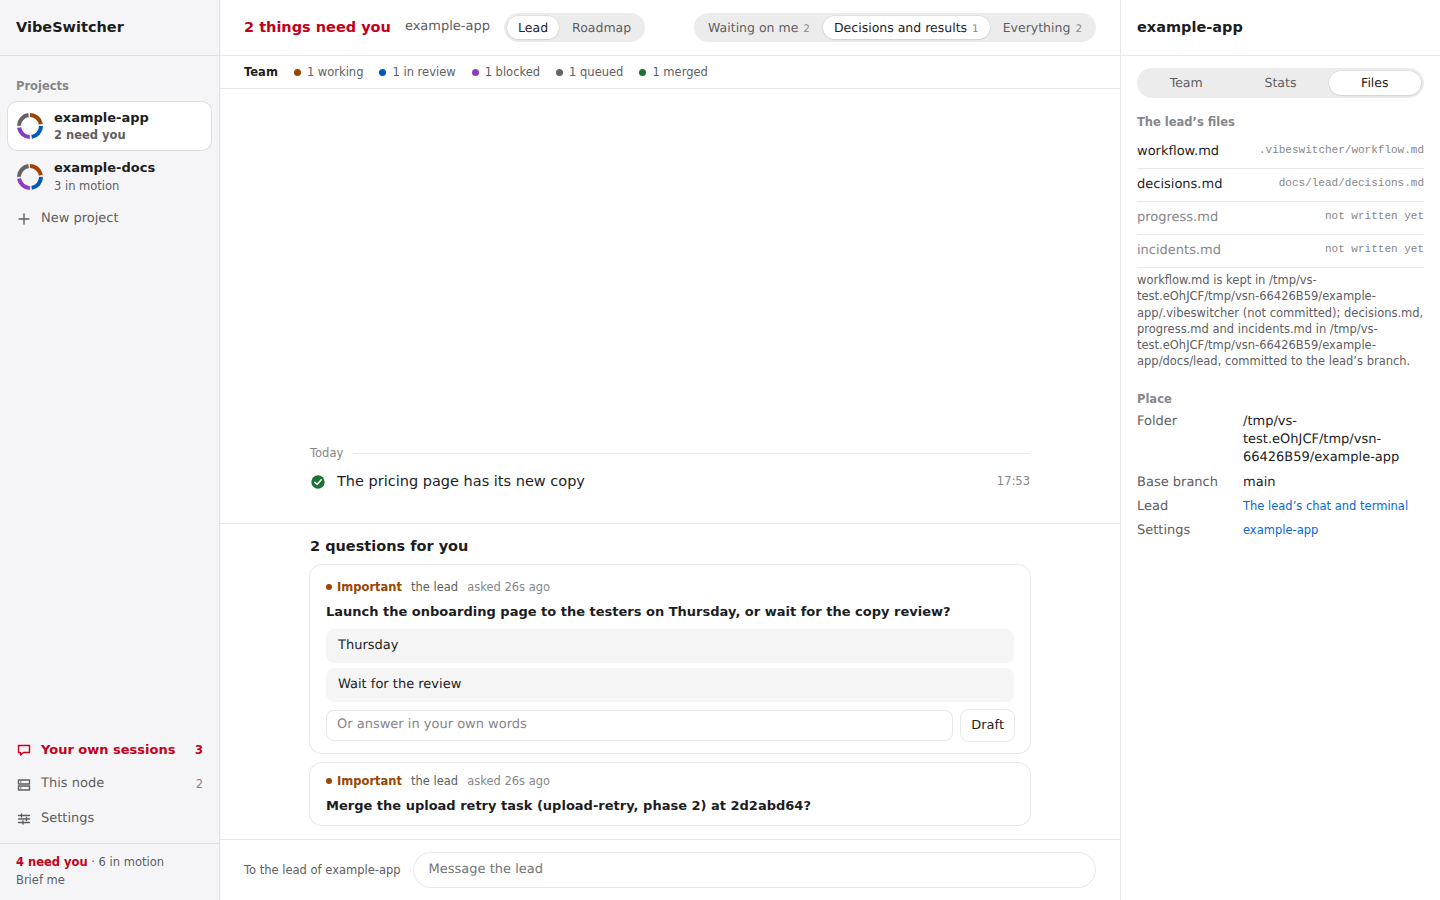 VibeSwitcher
Projects
example-app
2 need you
example-docs
3 in motion
New project
Your own sessions 3
This node 2
Settings
4 need you · 6 in motion
Brief me
2 things need you example-app Lead Roadmap Waiting on me 2 Decisions and results 1 Everything 2
Team 1 working 1 in review 1 blocked 1 queued 1 merged
Today
The pricing page has its new copy 17:53
2 questions for you
Important the lead asked 26s ago
Launch the onboarding page to the testers on Thursday, or wait for the copy review?
Thursday
Wait for the review
Or answer in your own words Draft
Important the lead asked 26s ago
Merge the upload retry task (upload-retry, phase 2) at 2d2abd64?
To the lead of example-app Message the lead
example-app
Team Stats Files
The lead’s files
workflow.md .vibeswitcher/workflow.md
decisions.md docs/lead/decisions.md
progress.md not written yet
incidents.md not written yet
workflow.md is kept in /tmp/vs-
test.eOhJCF/tmp/vsn-66426B59/example-
app/.vibeswitcher (not committed); decisions.md,
progress.md and incidents.md in /tmp/vs-
test.eOhJCF/tmp/vsn-66426B59/example-
app/docs/lead, committed to the lead’s branch.
Place
Folder /tmp/vs-
test.eOhJCF/tmp/vsn-
66426B59/example-app
Base branch main
Lead The lead’s chat and terminal
Settings example-app